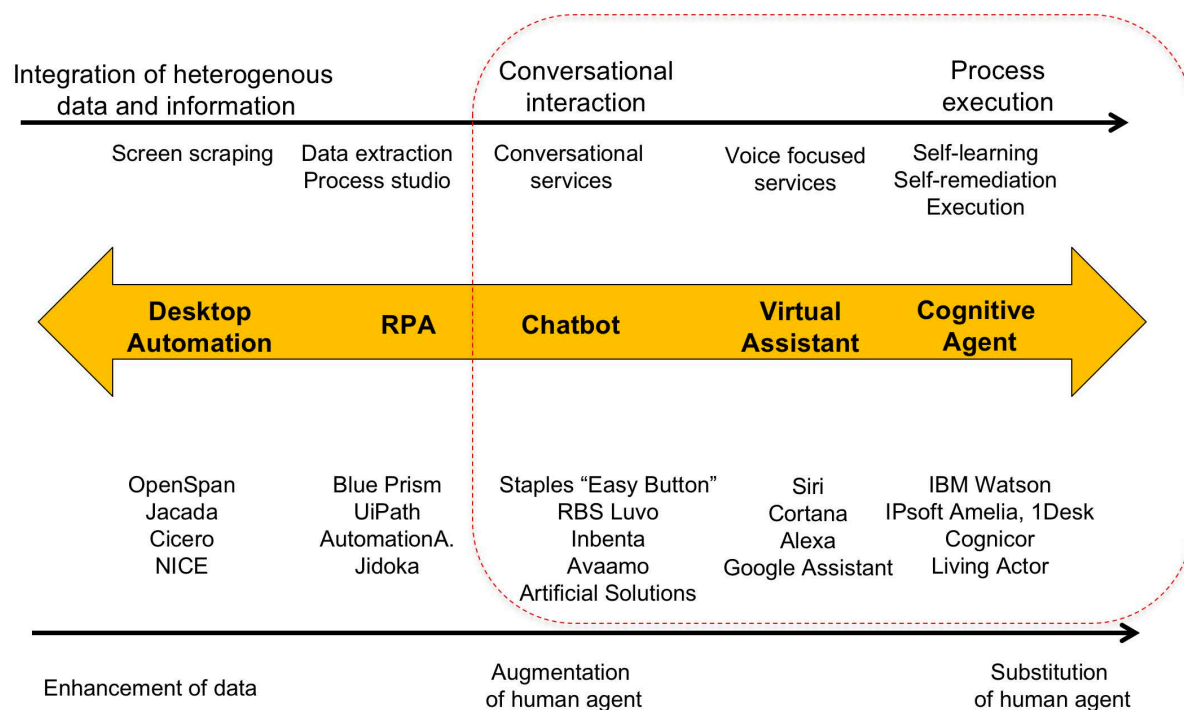 Integration of heterogenous
data and information
Conversational
interaction
Process
execution
Screen scraping
Data extraction
Process studio
Conversational
services
Voice focused
services
Self-learning
Self-remediation
Execution
Desktop
Automation
RPA
Chatbot
Virtual
Assistant
Cognitive
Agent
OpenSpan
Jacada
Cicero
NICE
Blue Prism
UiPath
AutomationA.
Jidoka
Staples “Easy Button”
RBS Luvo
Inbenta
Avaamo
Artificial Solutions
Siri
Cortana
Alexa
Google Assistant
IBM Watson
IPsoft Amelia, 1Desk
Cognicor
Living Actor
Enhancement of data
Augmentation
of human agent
Substitution
of human agent